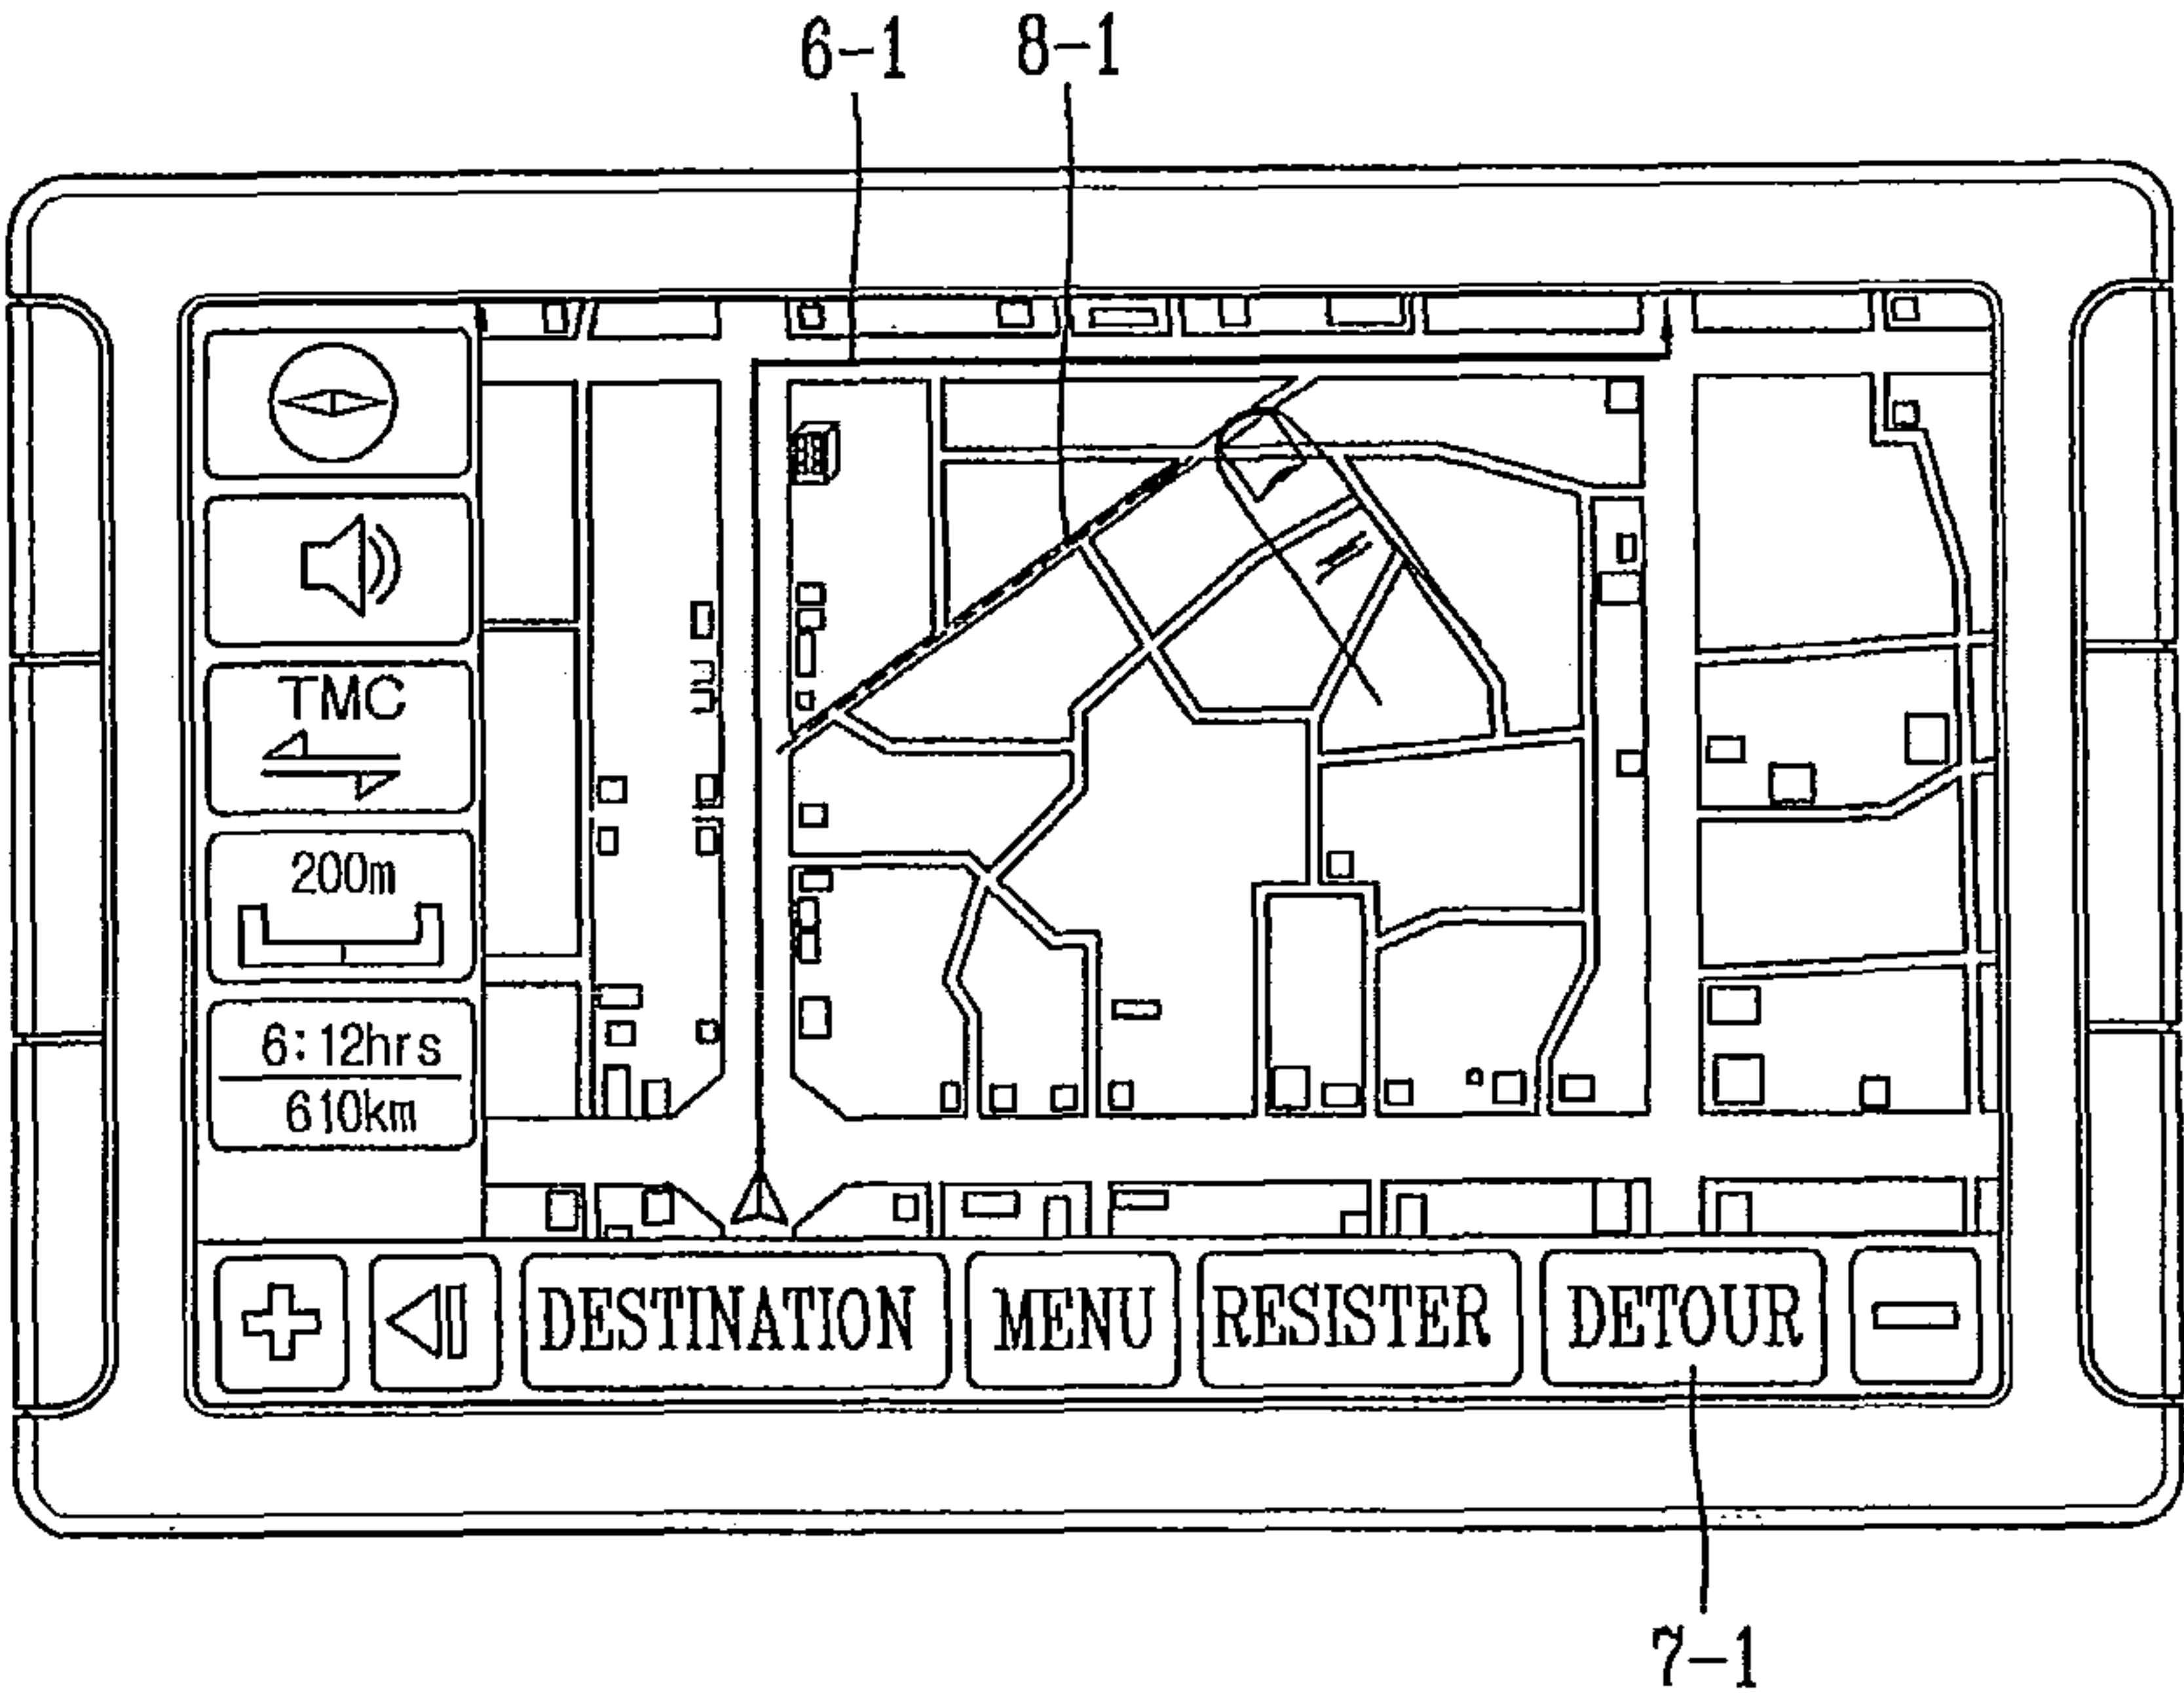 6-1
8-1
TMC
200m
6:12hrs
610km
DESTINATION
MENU
RESISTER
DETOUR
7-1